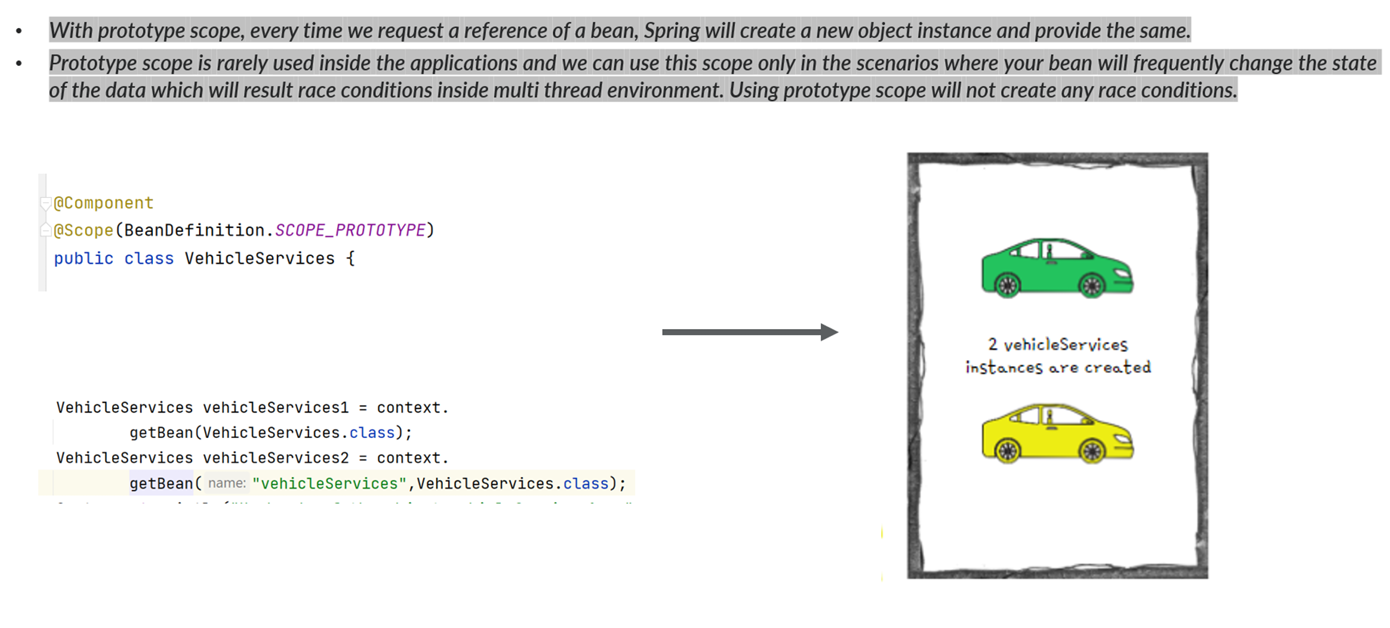 • With prototype scope, every time we request a reference of a bean, Spring will create a new object instance and provide the same.
• Prototype scope is rarely used inside the applications and we can use this scope only in the scenarios where your bean will frequently change the state
of the data which will result race conditions inside multi thread environment. Using prototype scope will not create any race conditions.
@Component
@Scope(BeanDefinition.SCOPE_PROTOTYPE)
public class VehicleServices {
VehicleServices vehicleServices1 = context.
getBean(VehicleServices.class);
VehicleServices vehicleServices2 = context.
getBean( name: "vehicleServices",VehicleServices.class);
2 vehicleServices
instances are created